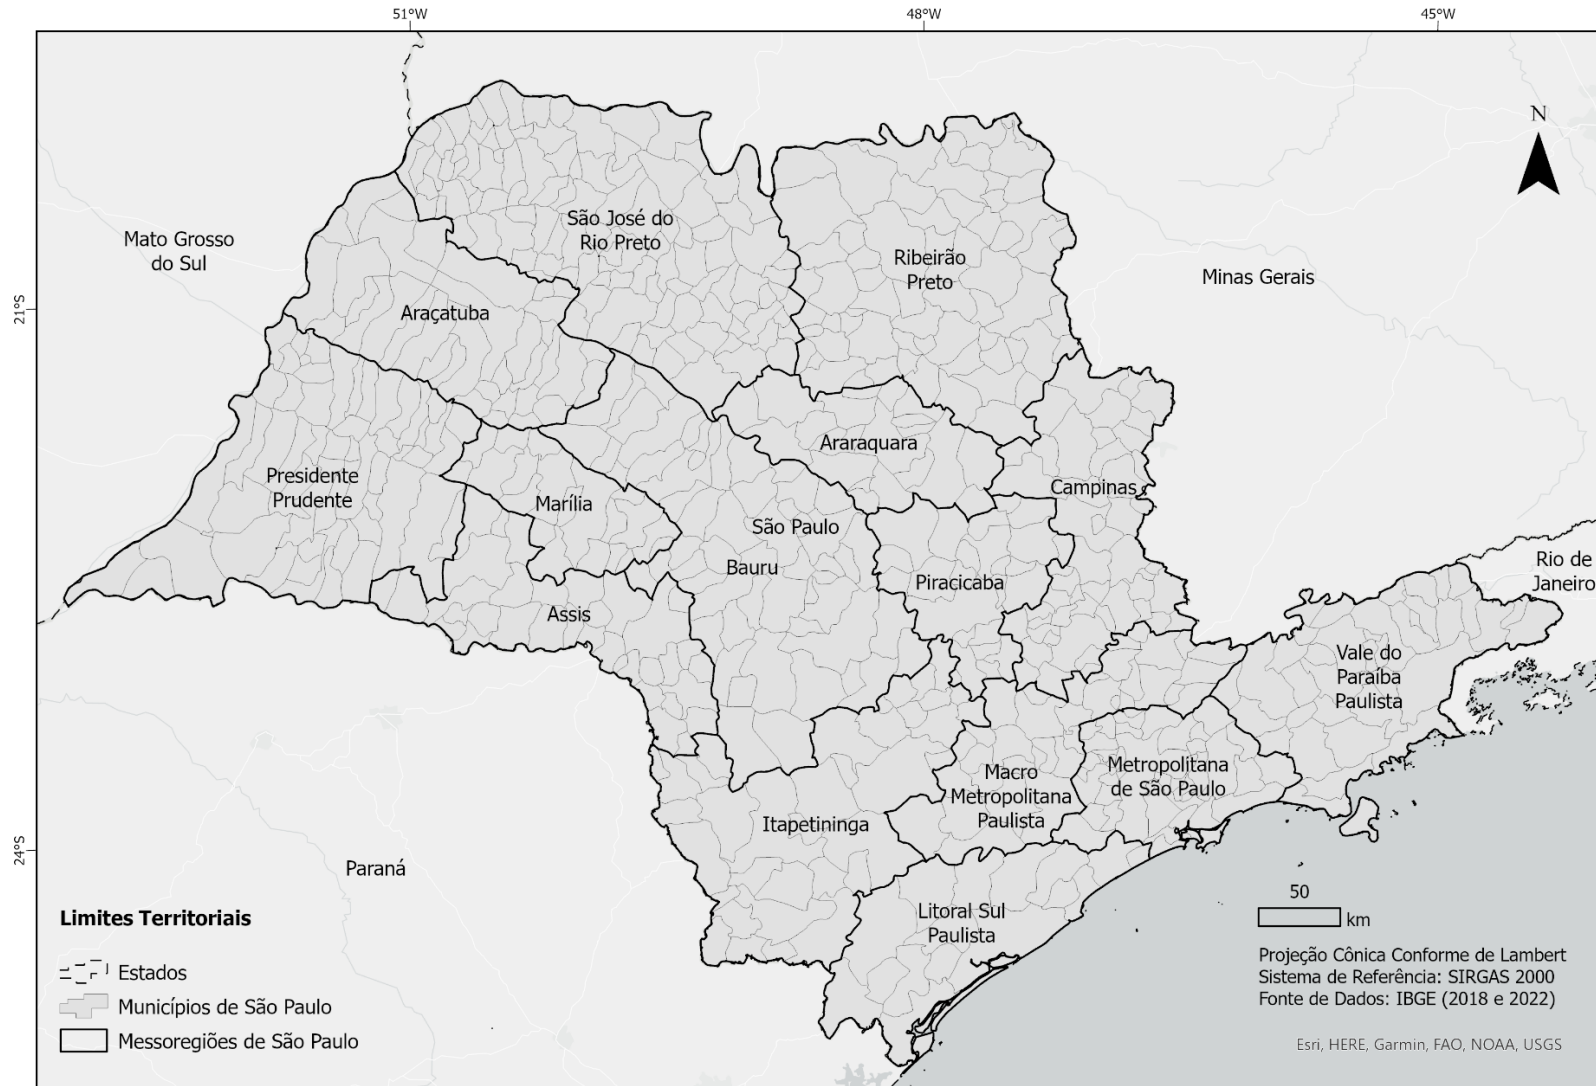 51°W
48°W
45°W
N
São José do
Rio Preto
Mato Grosso
do Sul
Ribeirão
Preto
Minas Gerais
21°S
Araçatuba
Araraquara
Presidente
Prudente
Campinas
Marília
São Paulo
Bauru
Piracicaba
Rio de
Janeiro
Assis
Vale do
Paraíba
Paulista
Metropolitana
de São Paulo
Macro
Metropolitana
Paulista
Itapetininga
24°S
Paraná
Litoral Sul
Paulista
Limites Territoriais
Estados
Municípios de São Paulo
Messoregiões de São Paulo
50
km
Projeção Cônica Conforme de Lambert
Sistema de Referência: SIRGAS 2000
Fonte de Dados: IBGE (2018 e 2022)
Esri, HERE, Garmin, FAO, NOAA, USGS